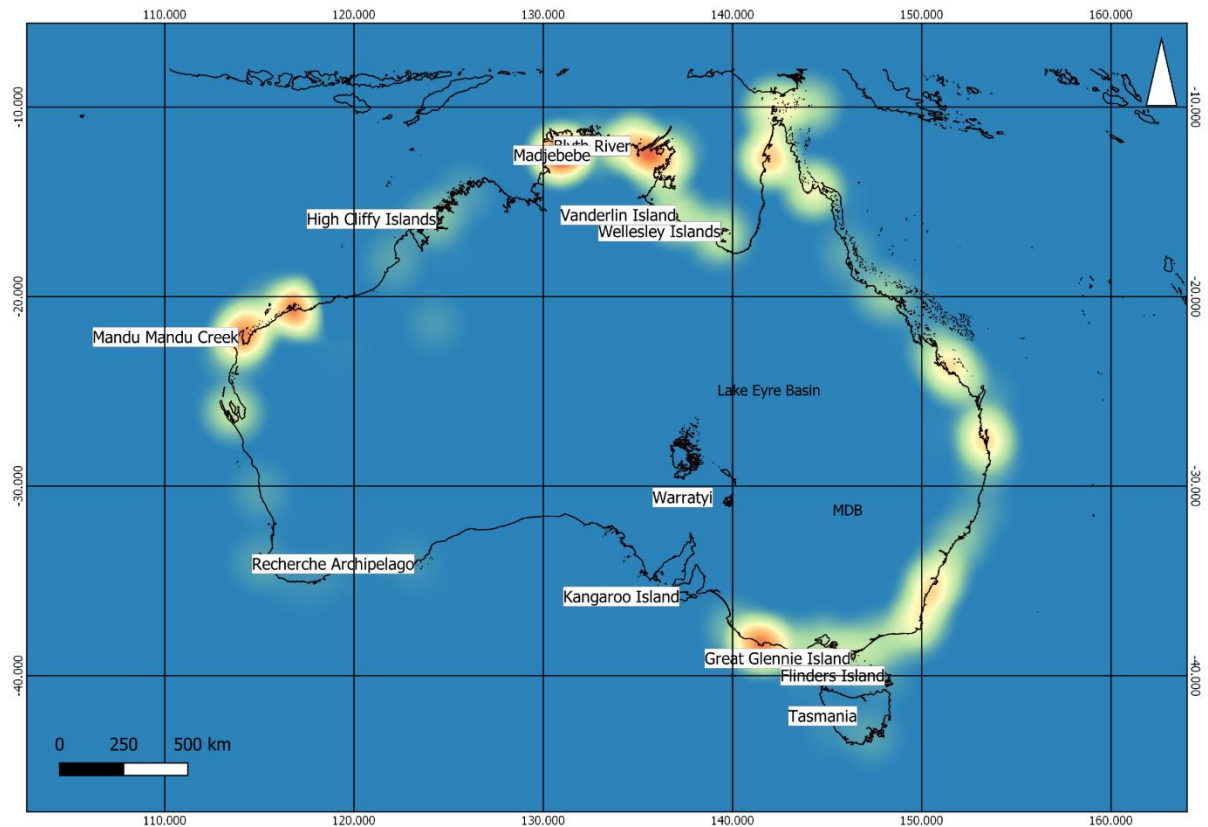 110.000 120.000 130.000 140.000 150.000 160.000
-10.000 -10.000
Blyth River
Madjebebe
High Cliffy Islands
Vanderlin Island
Wellesley Islands
-20.000 -20.000
Mandu Mandu Creek
Lake Eyre Basin
-30.000 -30.000
Warratyi
MDB
Recherche Archipelago
Kangaroo Island
Great Glennie Island
Flinders Island
-40.000 -40.000
Tasmania
0 250 500 km
110.000 120.000 130.000 140.000 150.000 160.000